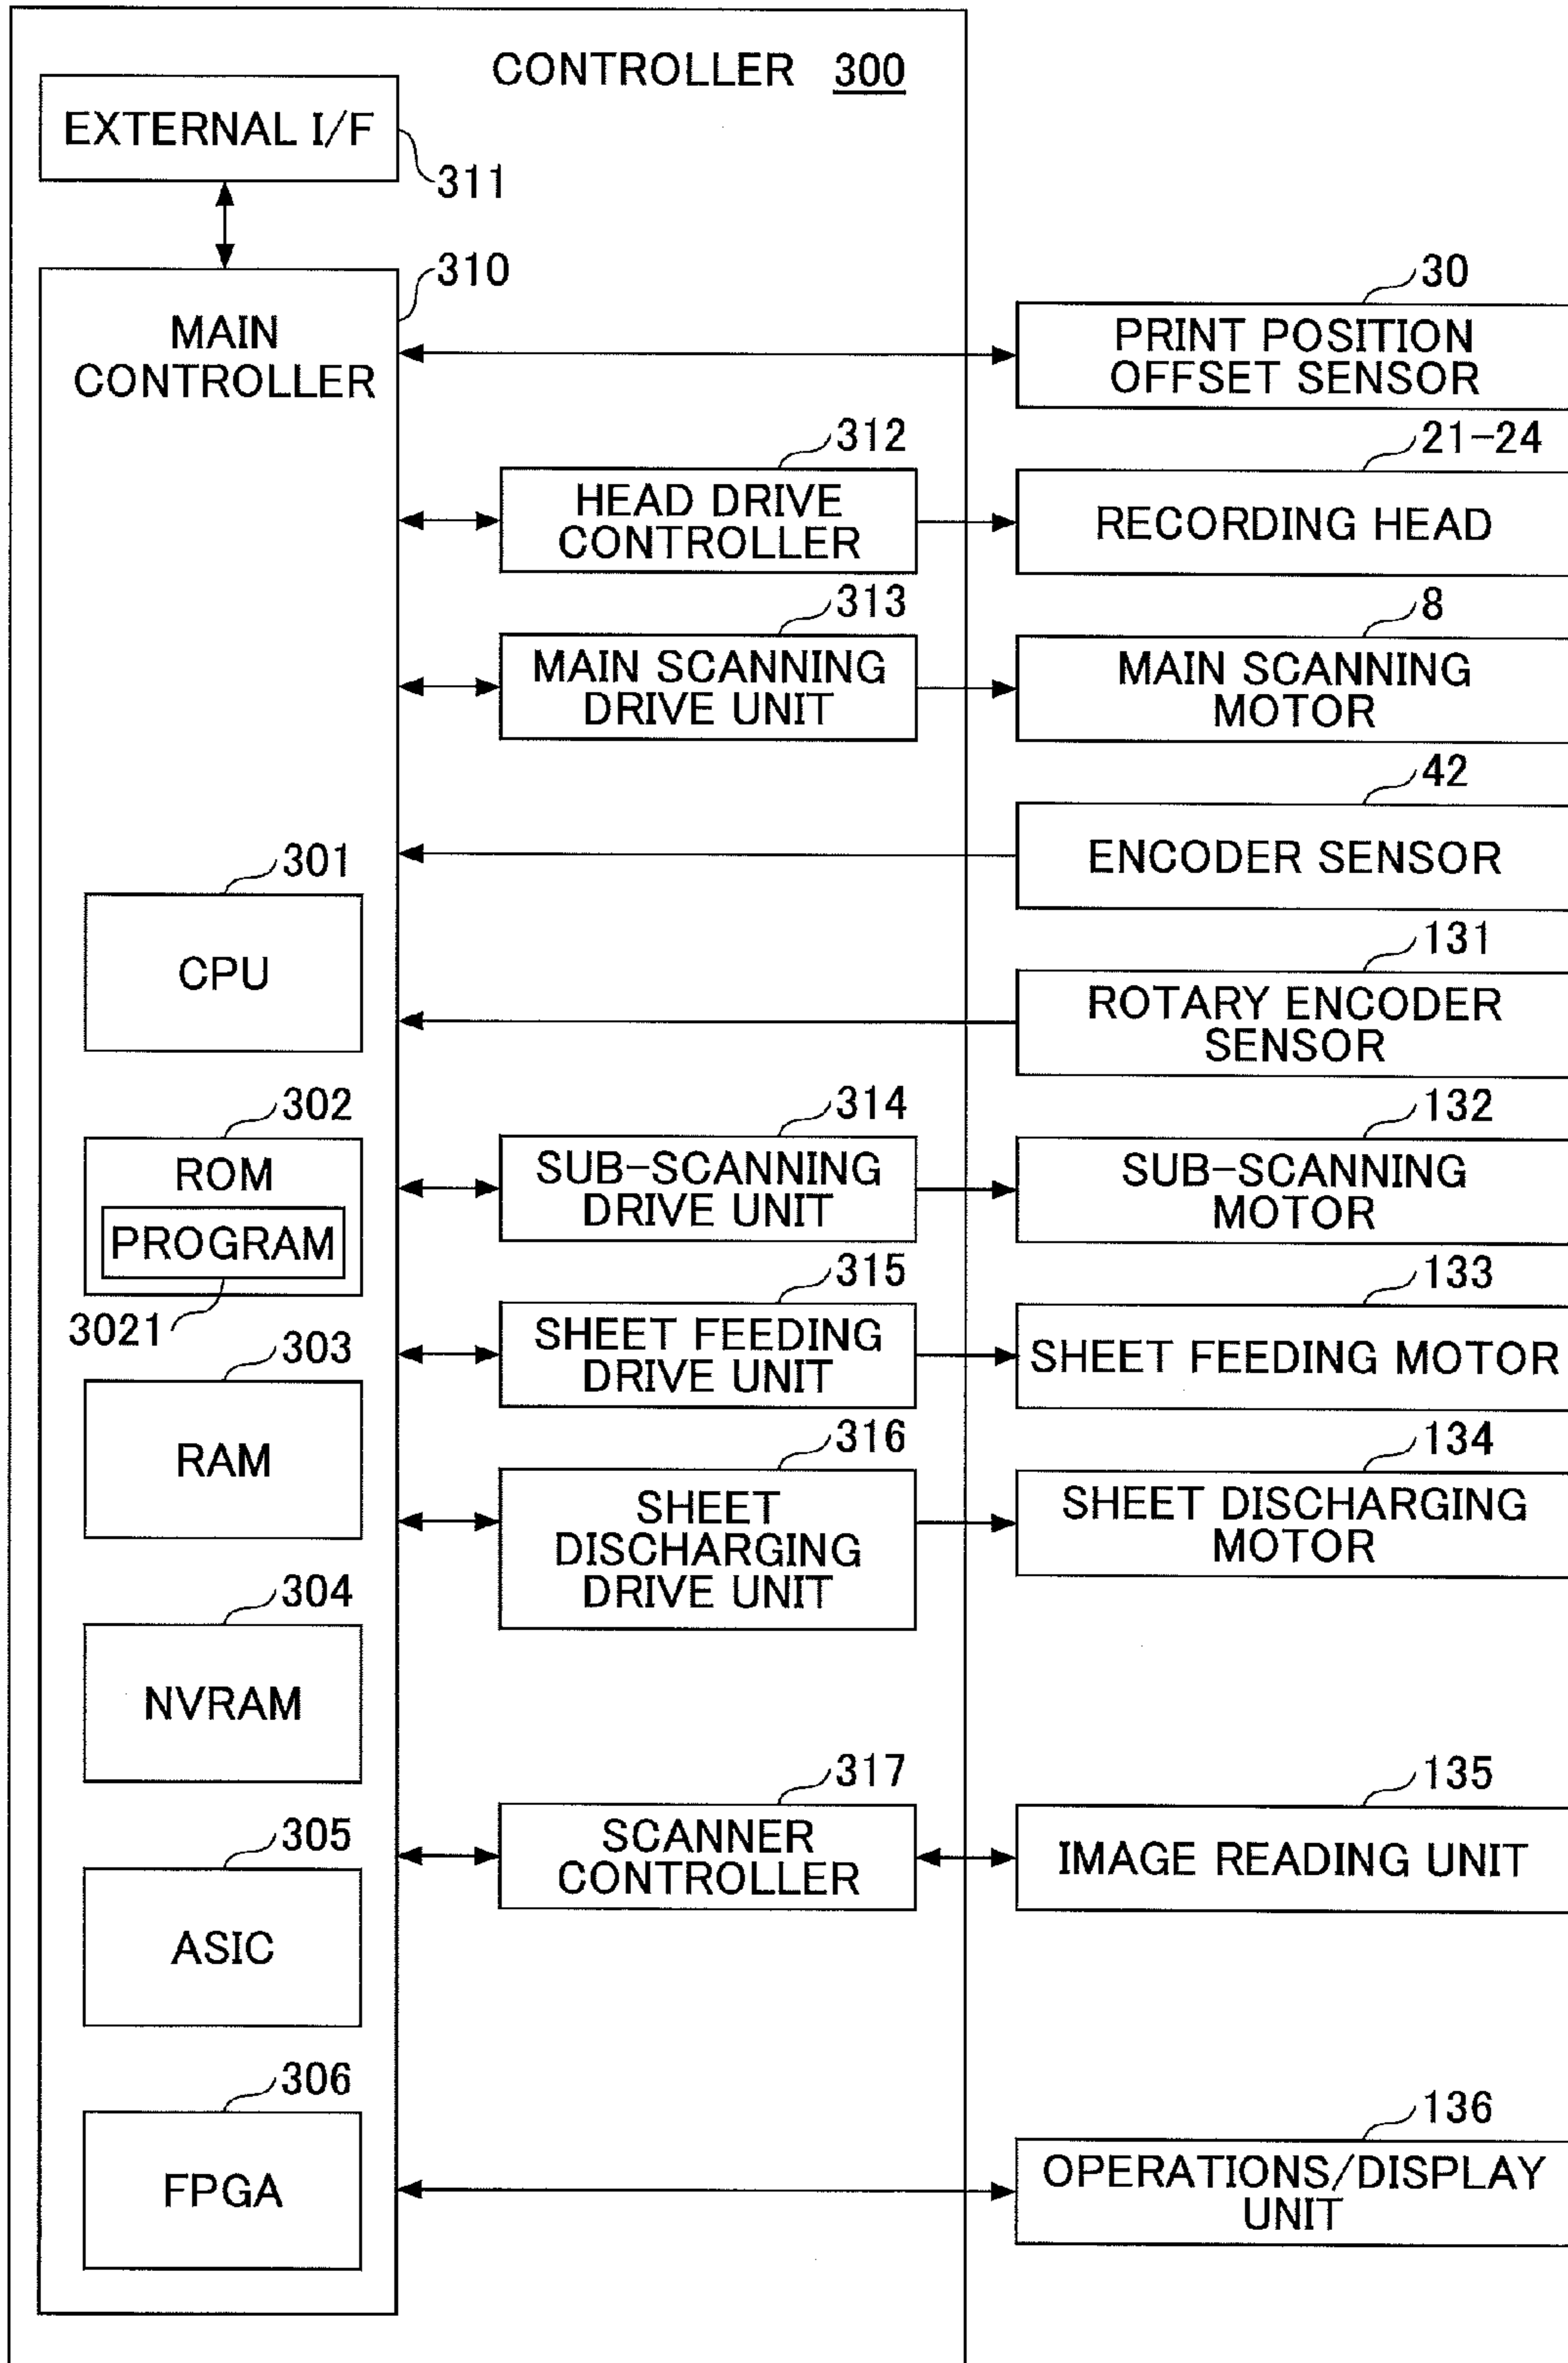 CONTROLLER 300
EXTERNAL I/F
311
310
MAIN
CONTROLLER
30
PRINT POSITION
OFFSET SENSOR
312
HEAD DRIVE
CONTROLLER
21-24
RECORDING HEAD
313
MAIN SCANNING
DRIVE UNIT
8
MAIN SCANNING
MOTOR
42
ENCODER SENSOR
301
CPU
131
ROTARY ENCODER
SENSOR
302
ROM
PROGRAM
3021
314
SUB-SCANNING
DRIVE UNIT
132
SUB-SCANNING
MOTOR
315
SHEET FEEDING
DRIVE UNIT
133
SHEET FEEDING MOTOR
303
RAM
316
SHEET
DISCHARGING
DRIVE UNIT
134
SHEET DISCHARGING
MOTOR
304
NVRAM
317
SCANNER
CONTROLLER
135
IMAGE READING UNIT
305
ASIC
306
FPGA
136
OPERATIONS/DISPLAY
UNIT